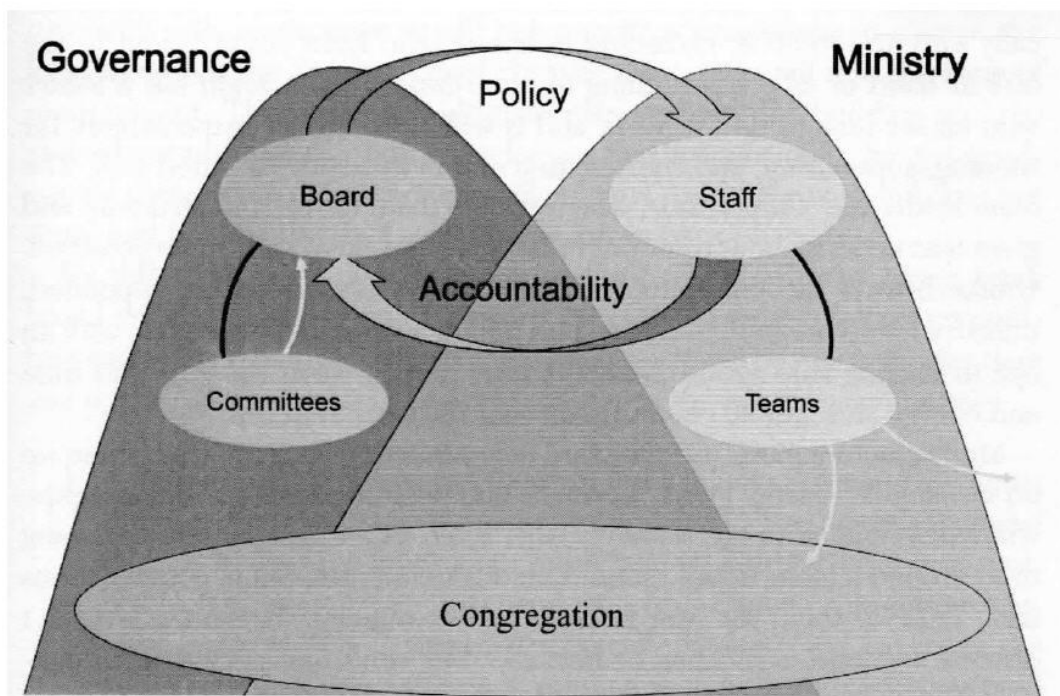 Governance
Ministry
Policy
Board
Staff
Accountability
Committees
Teams
Congregation